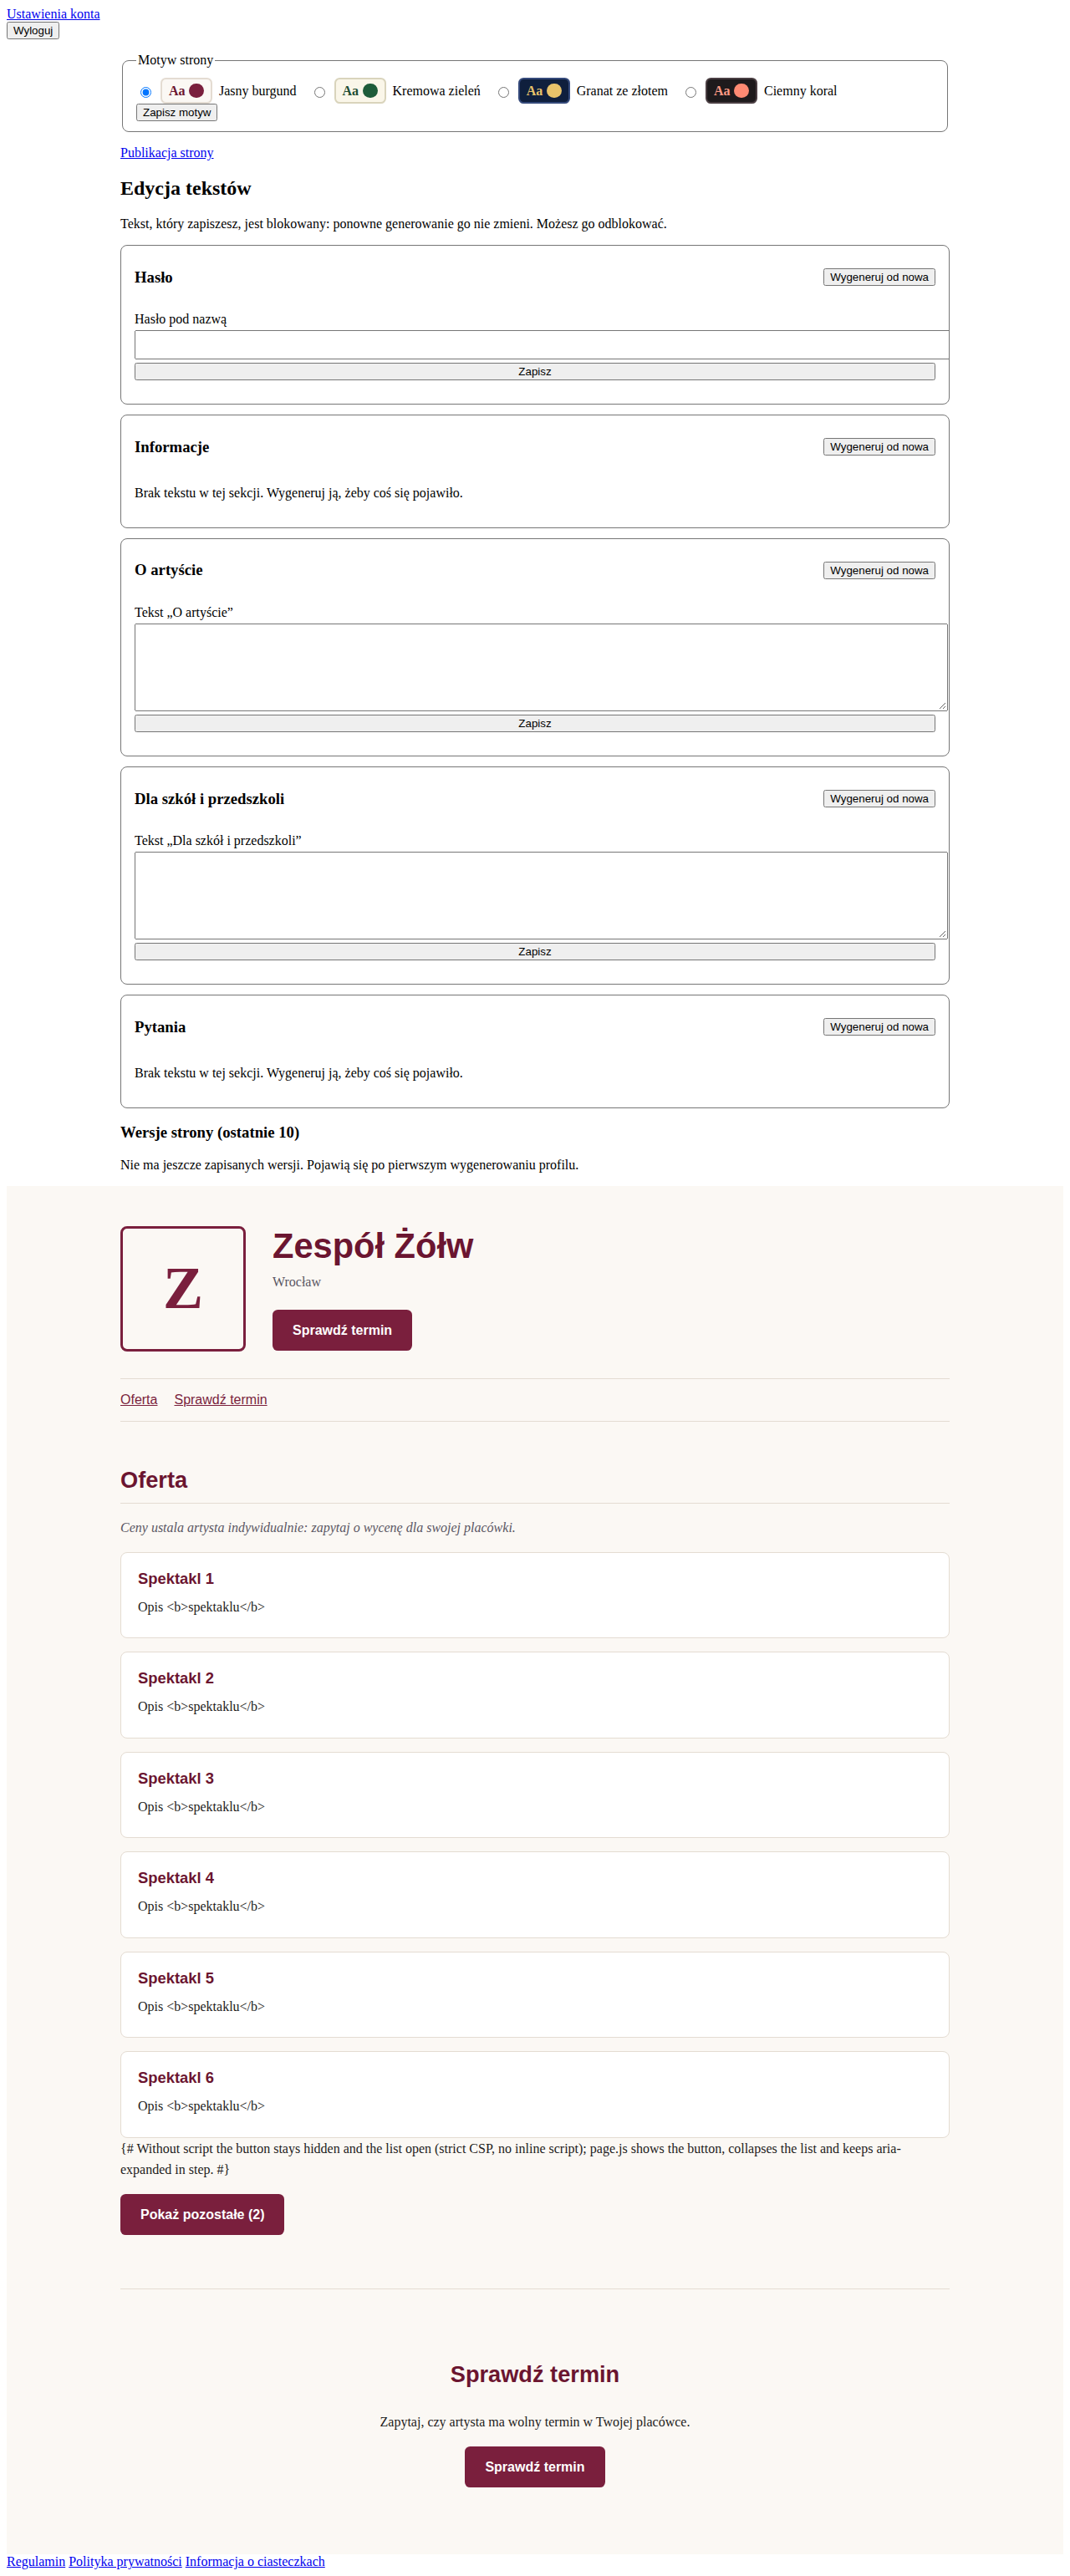 Ustawienia konta
Wyloguj
Motyw strony
Aa Jasny burgund Aa Kremowa zieleń Aa Granat ze złotem Aa Ciemny koral
Zapisz motyw
Publikacja strony
Edycja tekstów
Tekst, który zapiszesz, jest blokowany: ponowne generowanie go nie zmieni. Możesz go odblokować.
Hasło Wygeneruj od nowa
Hasło pod nazwą
Zapisz
Informacje Wygeneruj od nowa
Brak tekstu w tej sekcji. Wygeneruj ją, żeby coś się pojawiło.
O artyście Wygeneruj od nowa
Tekst „O artyście”
Zapisz
Dla szkół i przedszkoli Wygeneruj od nowa
Tekst „Dla szkół i przedszkoli”
Zapisz
Pytania Wygeneruj od nowa
Brak tekstu w tej sekcji. Wygeneruj ją, żeby coś się pojawiło.
Wersje strony (ostatnie 10)
Nie ma jeszcze zapisanych wersji. Pojawią się po pierwszym wygenerowaniu profilu.
Z
Zespół Żółw
Wrocław
Sprawdź termin
Oferta Sprawdź termin
Oferta
Ceny ustala artysta indywidualnie: zapytaj o wycenę dla swojej placówki.
Spektakl 1
Opis <b>spektaklu</b>
Spektakl 2
Opis <b>spektaklu</b>
Spektakl 3
Opis <b>spektaklu</b>
Spektakl 4
Opis <b>spektaklu</b>
Spektakl 5
Opis <b>spektaklu</b>
Spektakl 6
Opis <b>spektaklu</b>
{# Without script the button stays hidden and the list open (strict CSP, no inline script); page.js shows the button, collapses the list and keeps aria-
expanded in step. #}
Pokaż pozostałe (2)
Sprawdź termin
Zapytaj, czy artysta ma wolny termin w Twojej placówce.
Sprawdź termin
Regulamin Polityka prywatności Informacja o ciasteczkach